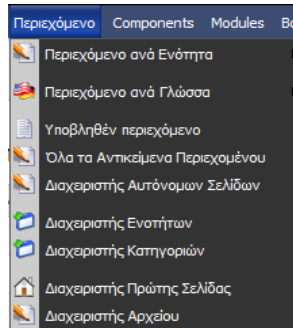 Περιεχόμενο Components Modules
Περιεχόμενο ανά Ενότητα
Περιεχόμενο ανά Γλώσσα
Υποβληθέν περιεχόμενο
Όλα τα Αντικείμενα Περιεχομένου
Διαχειριστής Αυτόνομων Σελίδων
Διαχειριστής Ενοτήτων
Διαχειριστής Κατηγοριών
Διαχειριστής Πρώτης Σελίδας
Διαχειριστής Αρχείου